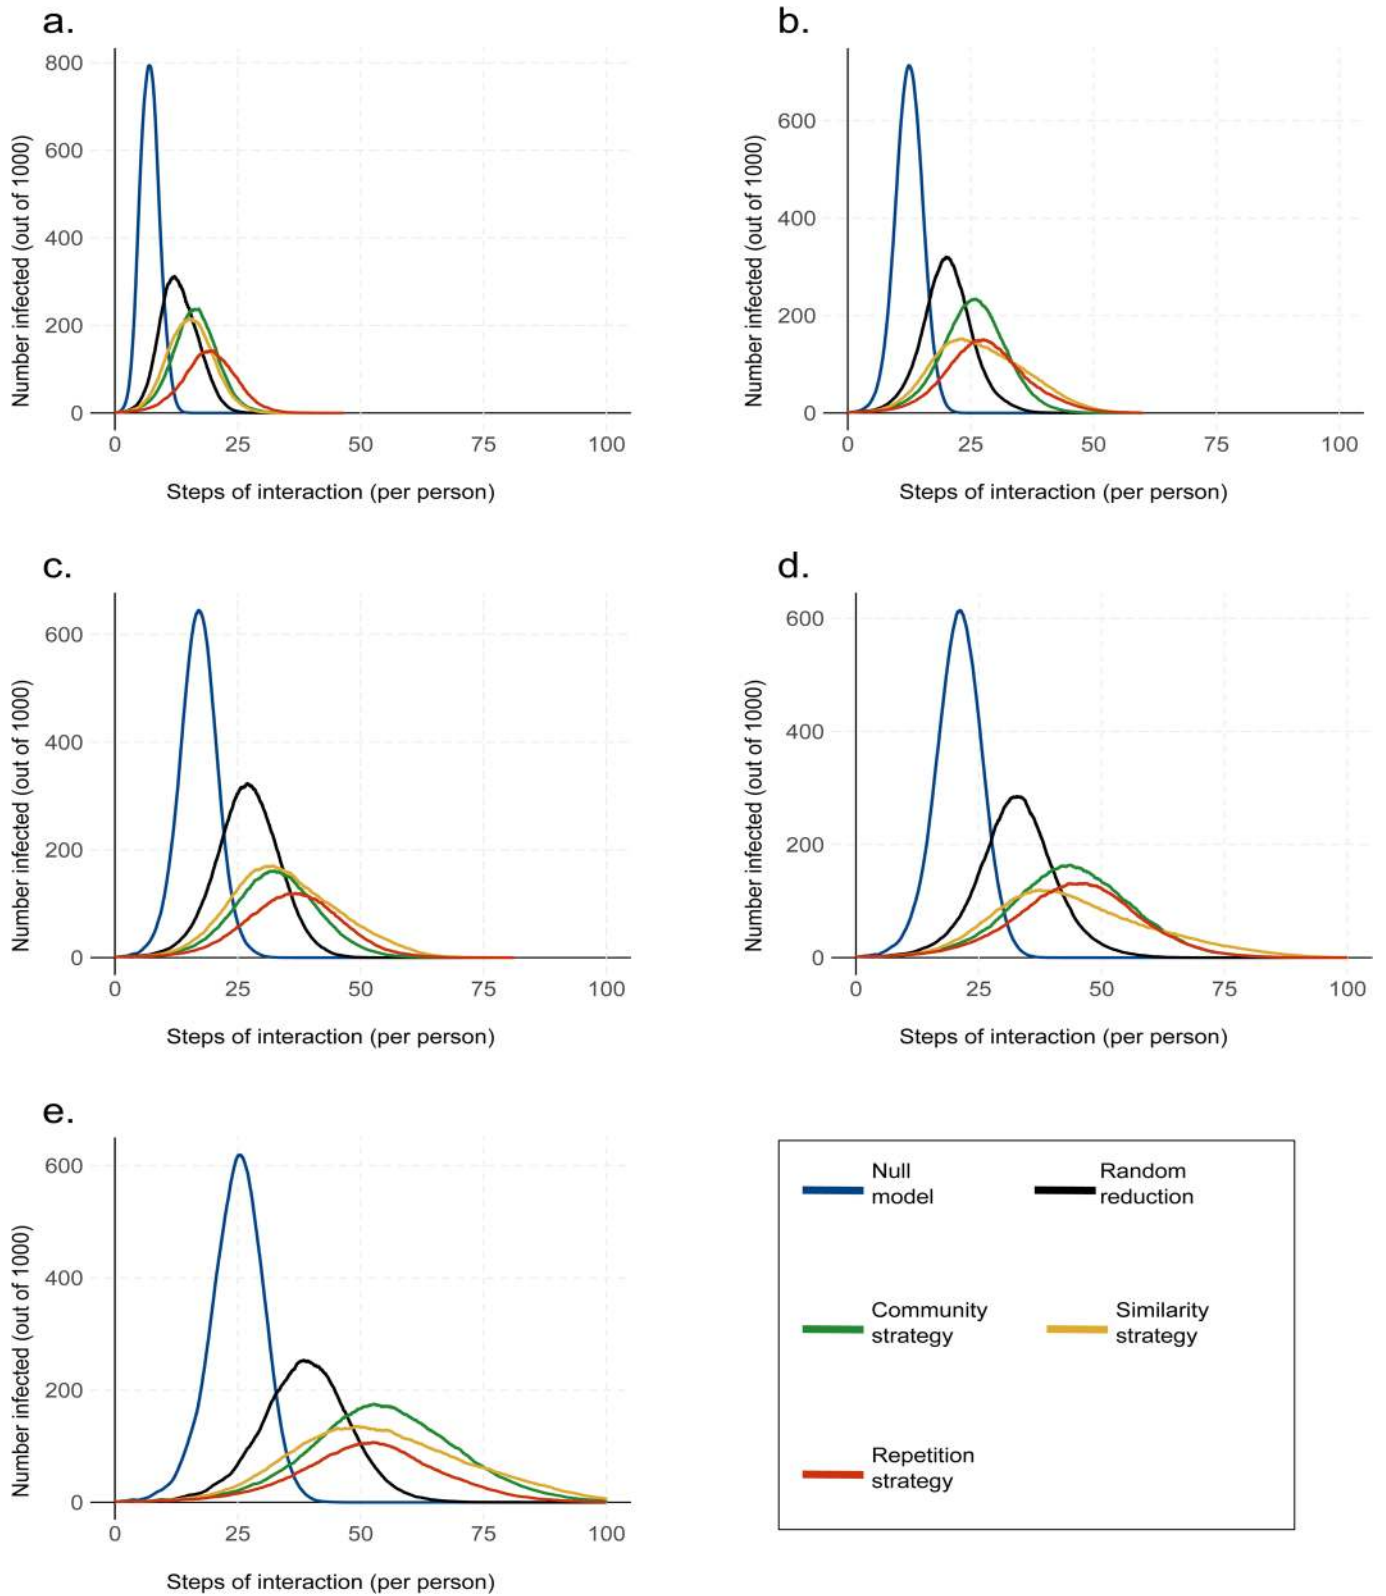 a.
800
600
400
200
0
0 25 50 75 100
Number infected (out of 1000)
Steps of interaction (per person)
b.
600
400
200
0
0 25 50 75 100
Number infected (out of 1000)
Steps of interaction (per person)
c.
600
400
200
0
0 25 50 75 100
Number infected (out of 1000)
Steps of interaction (per person)
d.
600
400
200
0
0 25 50 75 100
Number infected (out of 1000)
Steps of interaction (per person)
e.
600
400
200
0
0 25 50 75 100
Number infected (out of 1000)
Steps of interaction (per person)
Null
model
Random
reduction
Community
strategy
Similarity
strategy
Repetition
strategy